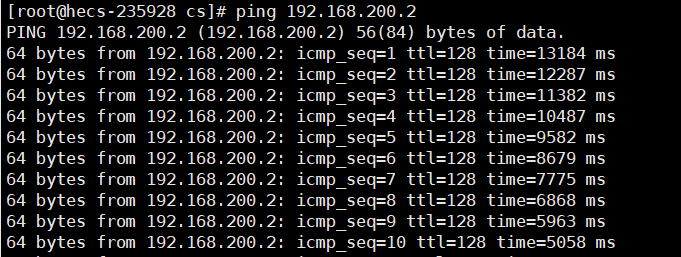 [root@hecs-235928 cs]# ping 192.168.200.2
PING 192.168.200.2 (192.168.200.2) 56(84) bytes of data.
64 bytes from 192.168.200.2: icmp_seq=1 ttl=128 time=13184 ms
64 bytes from 192.168.200.2: icmp_seq=2 ttl=128 time=12287 ms
64 bytes from 192.168.200.2: icmp_seq=3 ttl=128 time=11382 ms
64 bytes from 192.168.200.2: icmp_seq=4 ttl=128 time=10487 ms
64 bytes from 192.168.200.2: icmp_seq=5 ttl=128 time=9582 ms
64 bytes from 192.168.200.2: icmp_seq=6 ttl=128 time=8679 ms
64 bytes from 192.168.200.2: icmp_seq=7 ttl=128 time=7775 ms
64 bytes from 192.168.200.2: icmp_seq=8 ttl=128 time=6868 ms
64 bytes from 192.168.200.2: icmp_seq=9 ttl=128 time=5963 ms
64 bytes from 192.168.200.2: icmp_seq=10 ttl=128 time=5058 ms